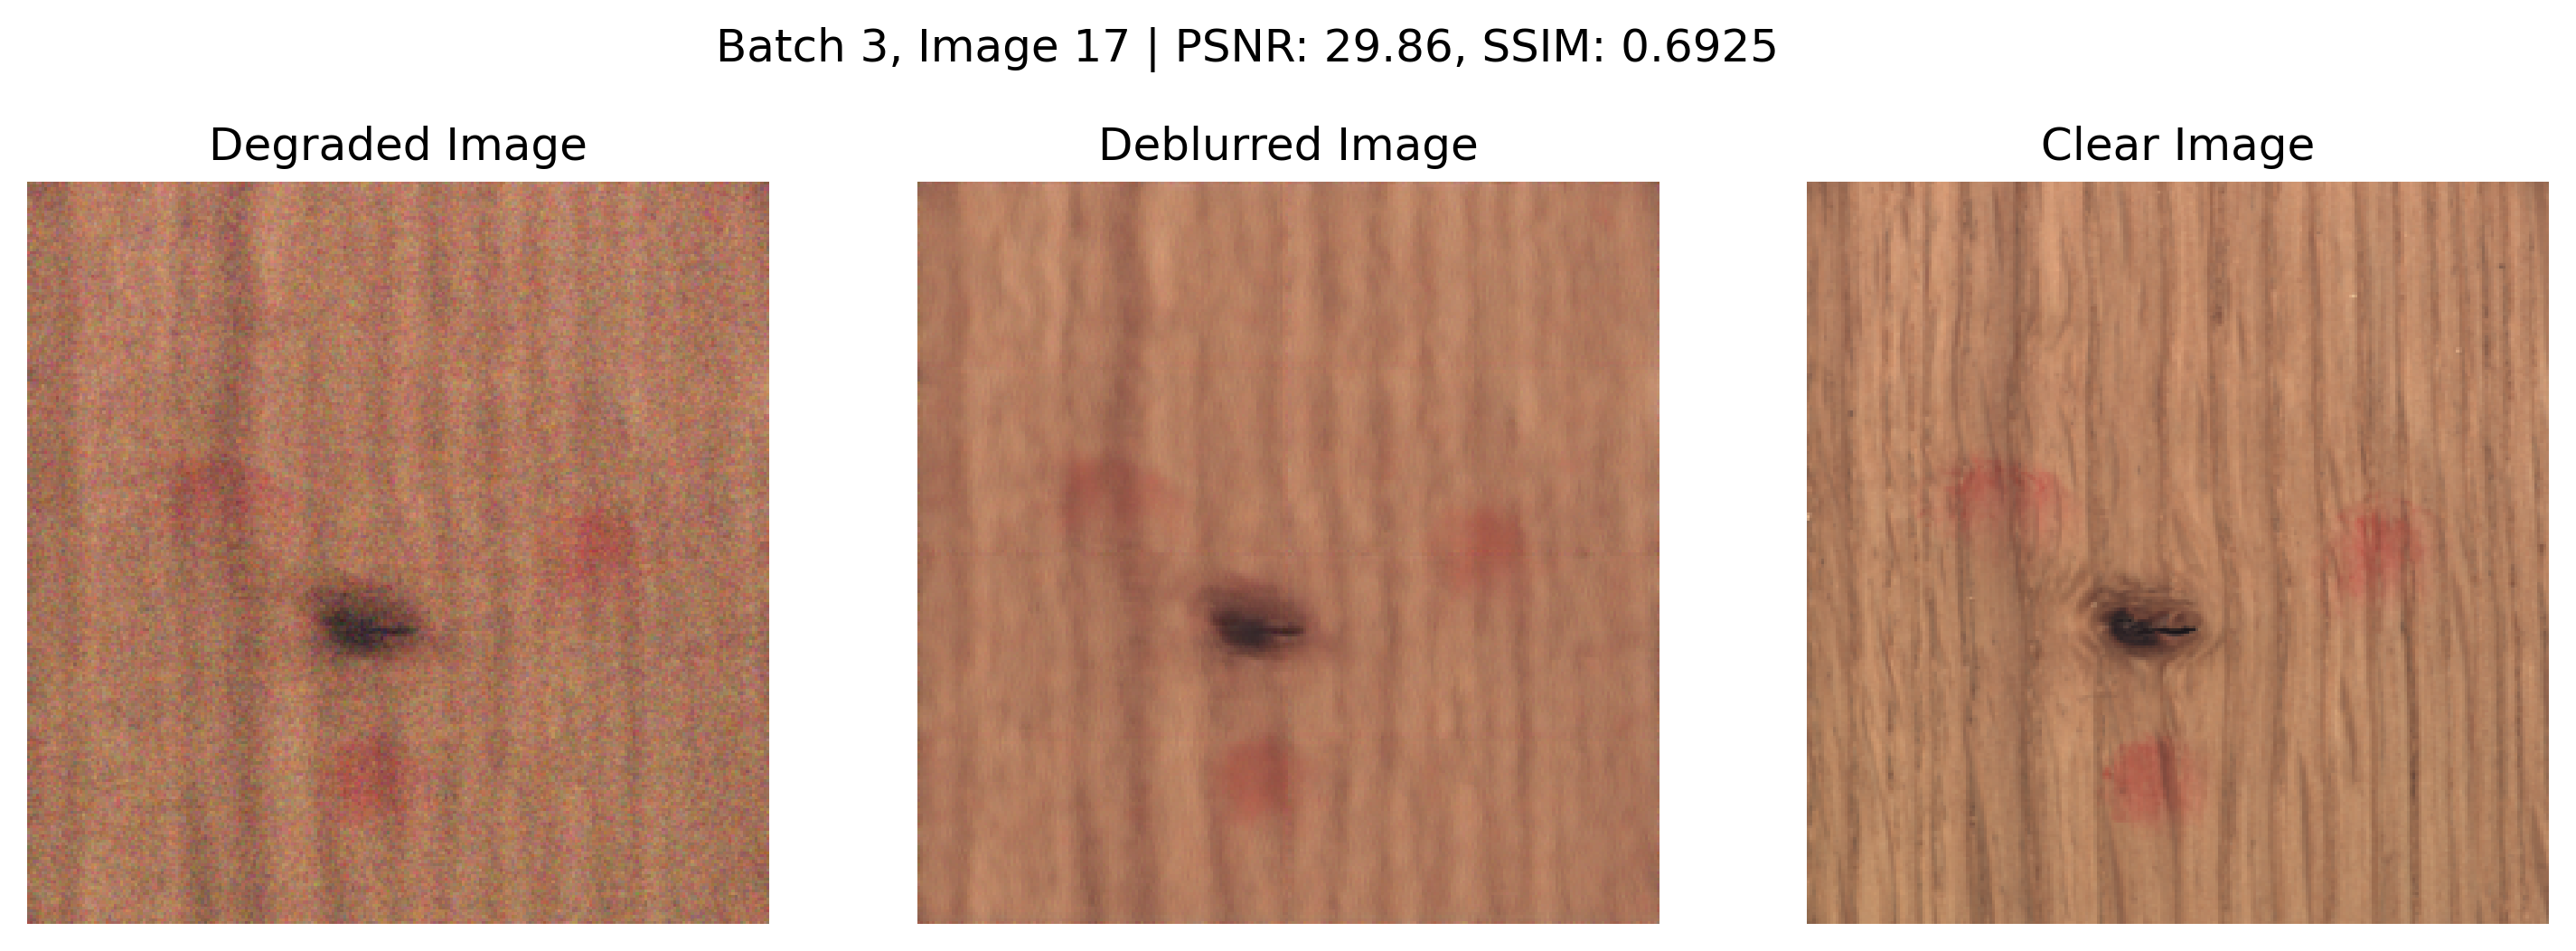 Batch 3, Image 17 | PSNR: 29.86, SSIM: 0.6925
Degraded Image
Deblurred Image
Clear Image